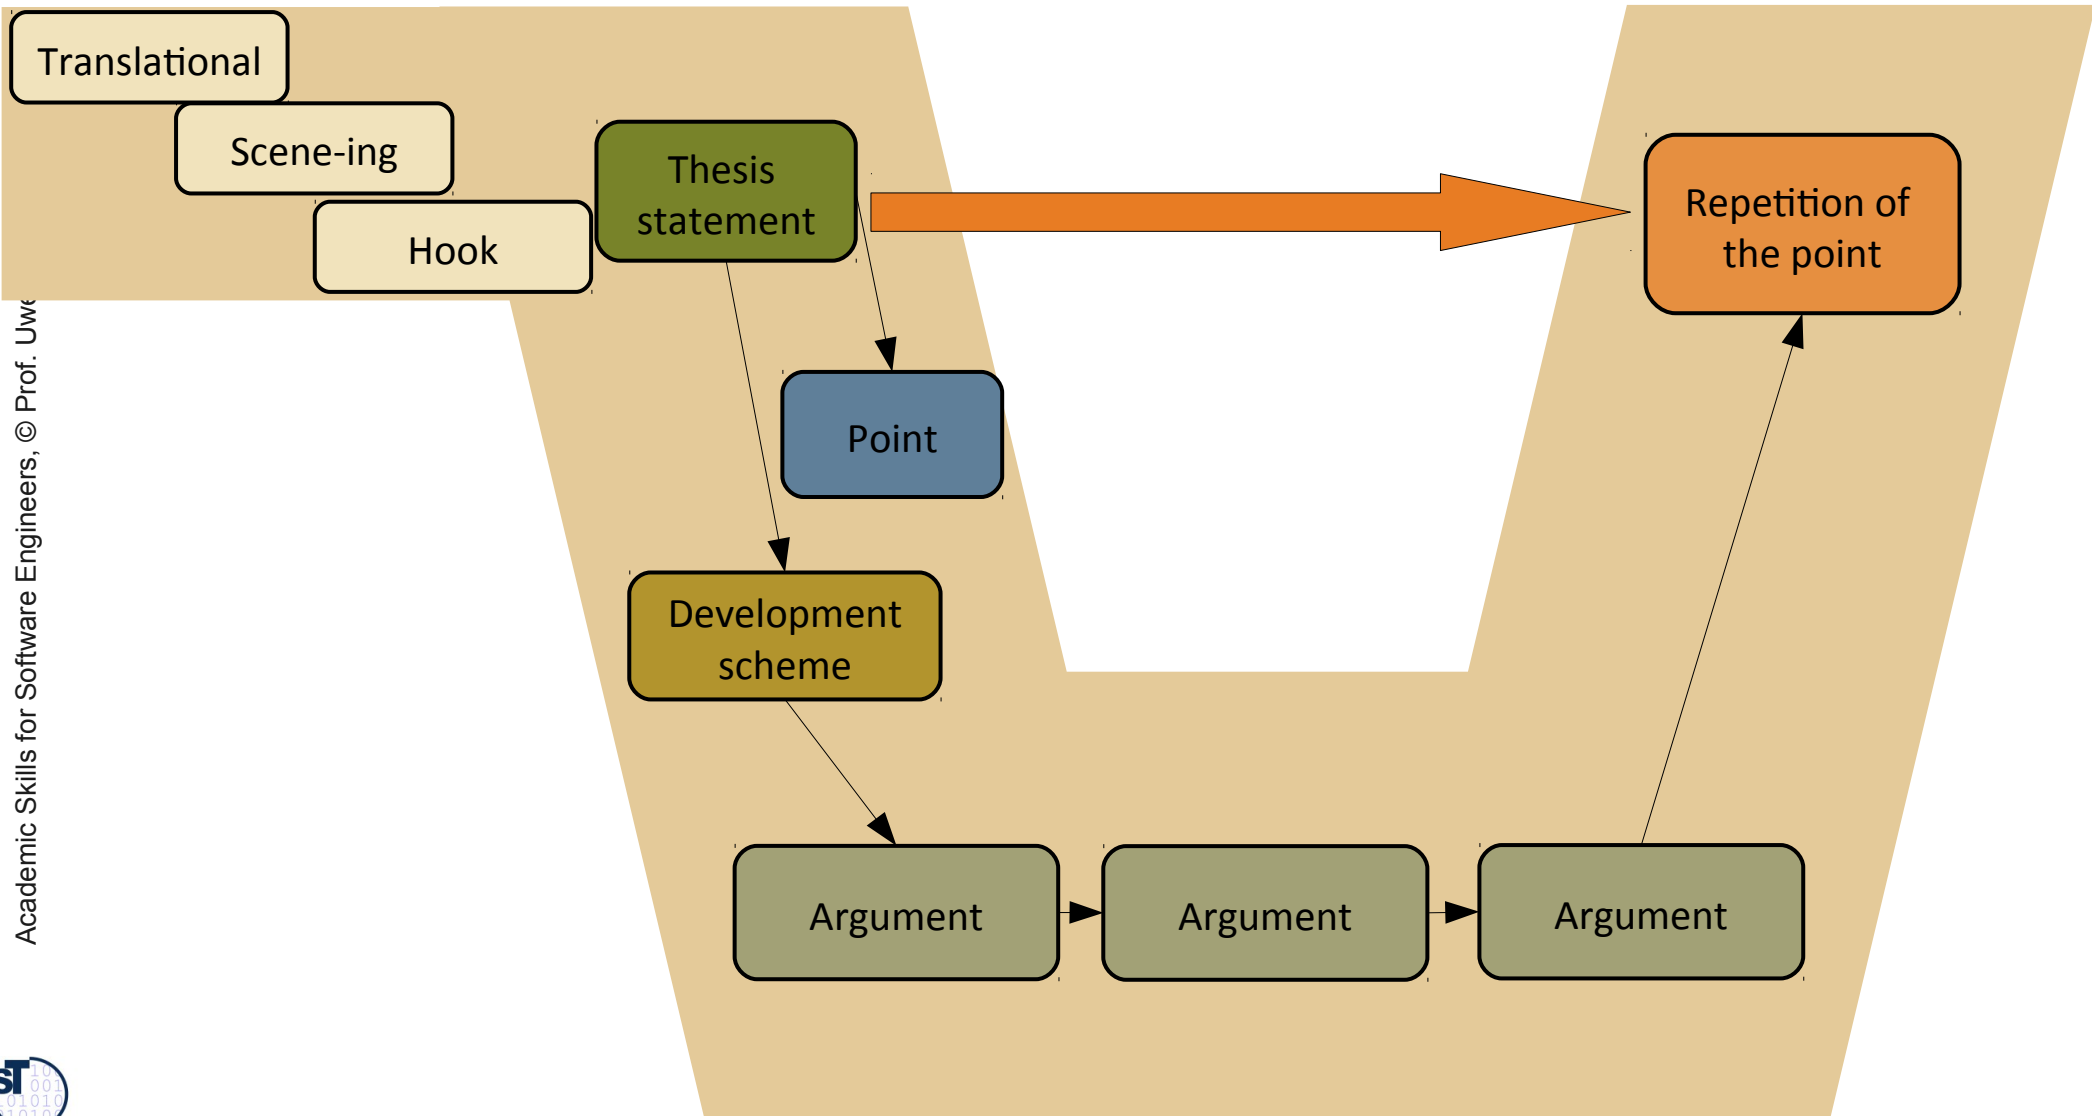 Translational
Scene-ing
Hook
Thesis
statement
Repetition of
the point
Point
Development
scheme
Argument
Argument
Argument
Academic Skills for Software Engineers, © Prof. Uwe
sT